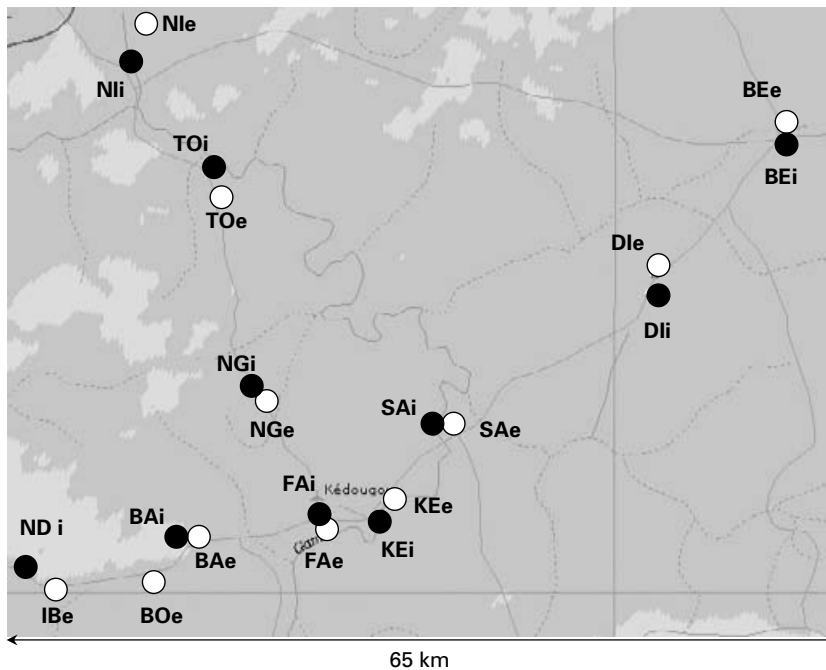 NIe
NIi
BEe
TOi
BEi
TOe
DIe
DIi
NGi
NGe
SAi
SAe
FAi
Kédougou
KEe
BAi
ND i
KEi
BAe
FAe
IBe
BOe
65 km